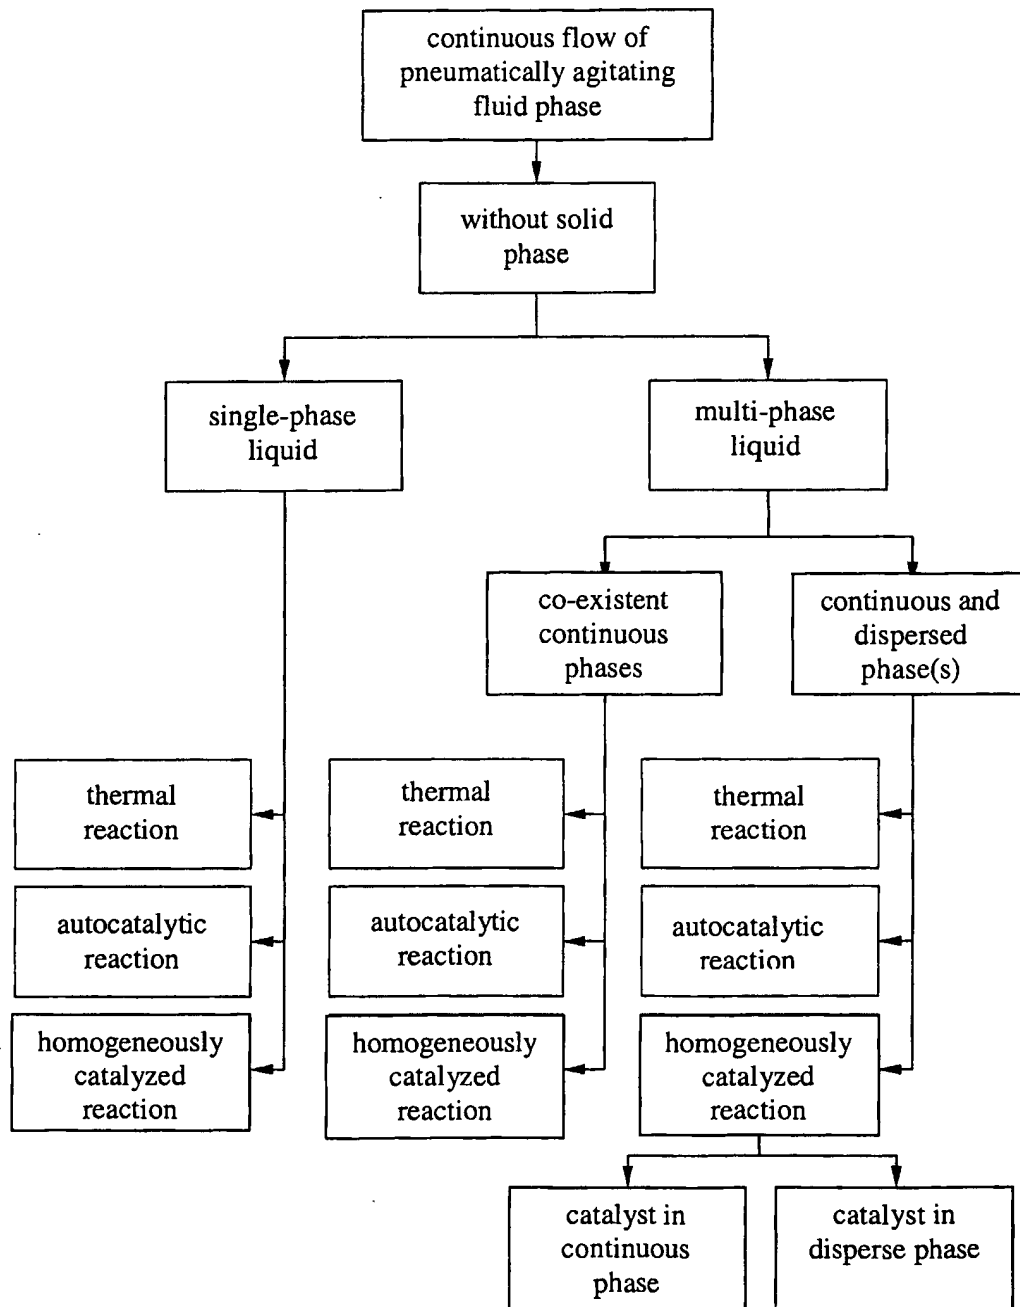 continuous flow of
pneumatically agitating
fluid phase
without solid
phase
single-phase
liquid
multi-phase
liquid
co-existent
continuous
phases
continuous and
dispersed
phase(s)
thermal
reaction
thermal
reaction
thermal
reaction
autocatalytic
reaction
autocatalytic
reaction
autocatalytic
reaction
homogeneously
catalyzed
reaction
homogeneously
catalyzed
reaction
homogeneously
catalyzed
reaction
catalyst in
continuous
phase
catalyst in
disperse phase